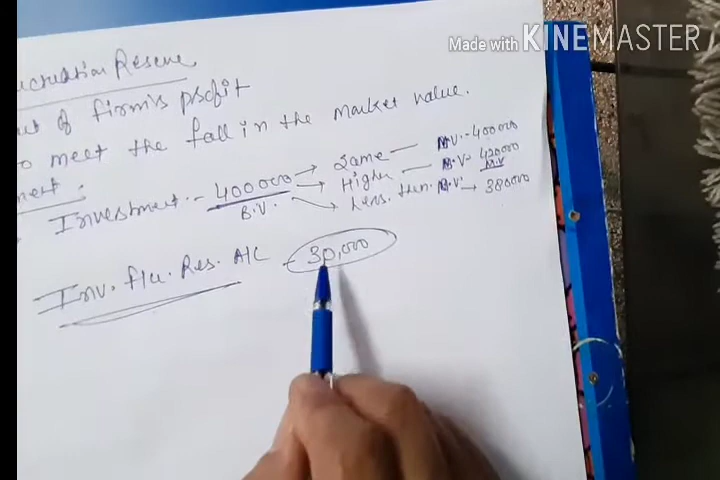 Made with KINEMASTER
Reserve
of firm's profit
to meet the fall in the market value.
Investment - 400000 → Same — M.V. - 400000
B.V. → Higher — B.V - 420000
M.V
→ Less than B.V → 380000
Inv. flu. Res. A/C - 30,000